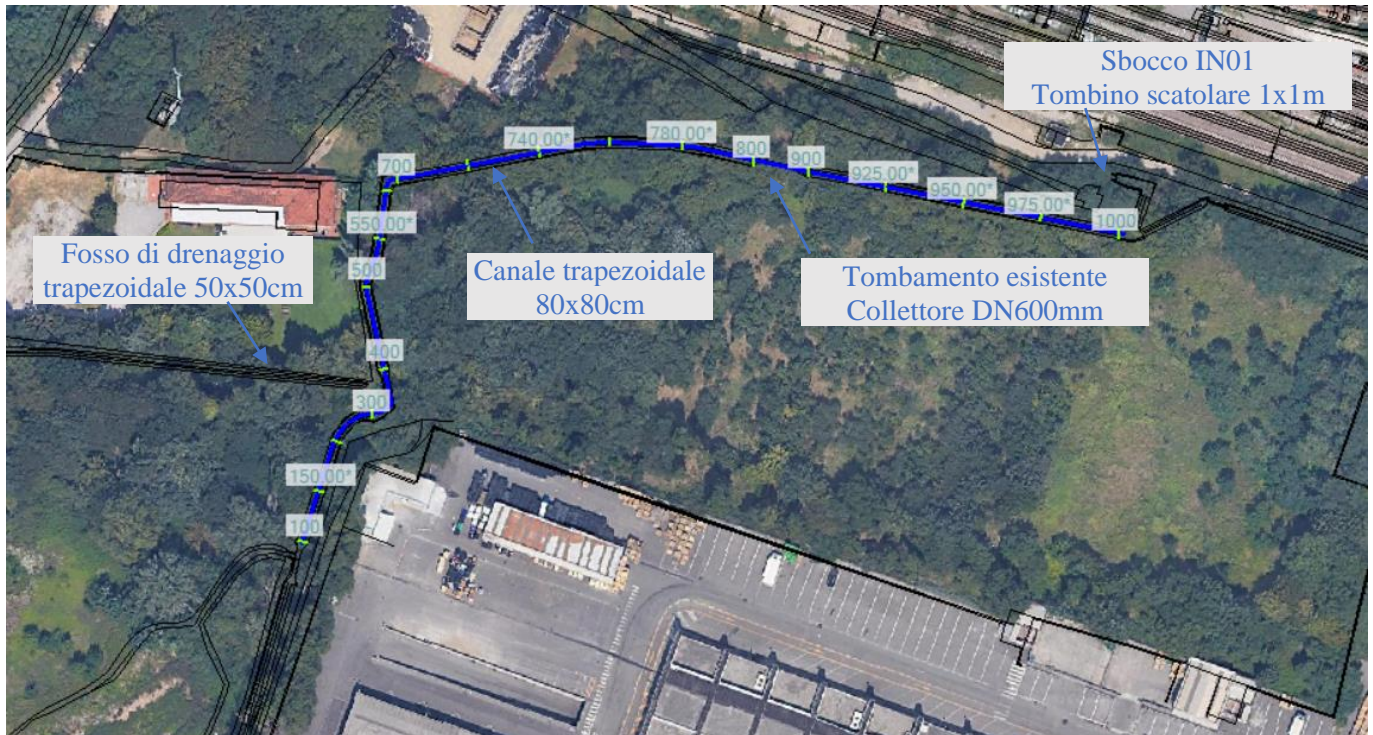 Sbocco IN01
Tombino scatolare 1x1m
740.00*
780.00*
800
700
900
925.00*
950.00*
975.00*
1000
550.00*
500
Fosso di drenaggio
trapezoidale 50x50cm
Canale trapezoidale
80x80cm
Tombamento esistente
Collettore DN600mm
400
300
150.00*
100